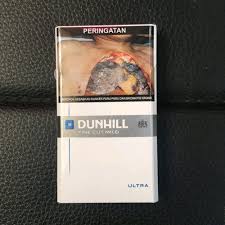 PERINGATAN
DUNHILL
FINE CUT MILD
ULTRA